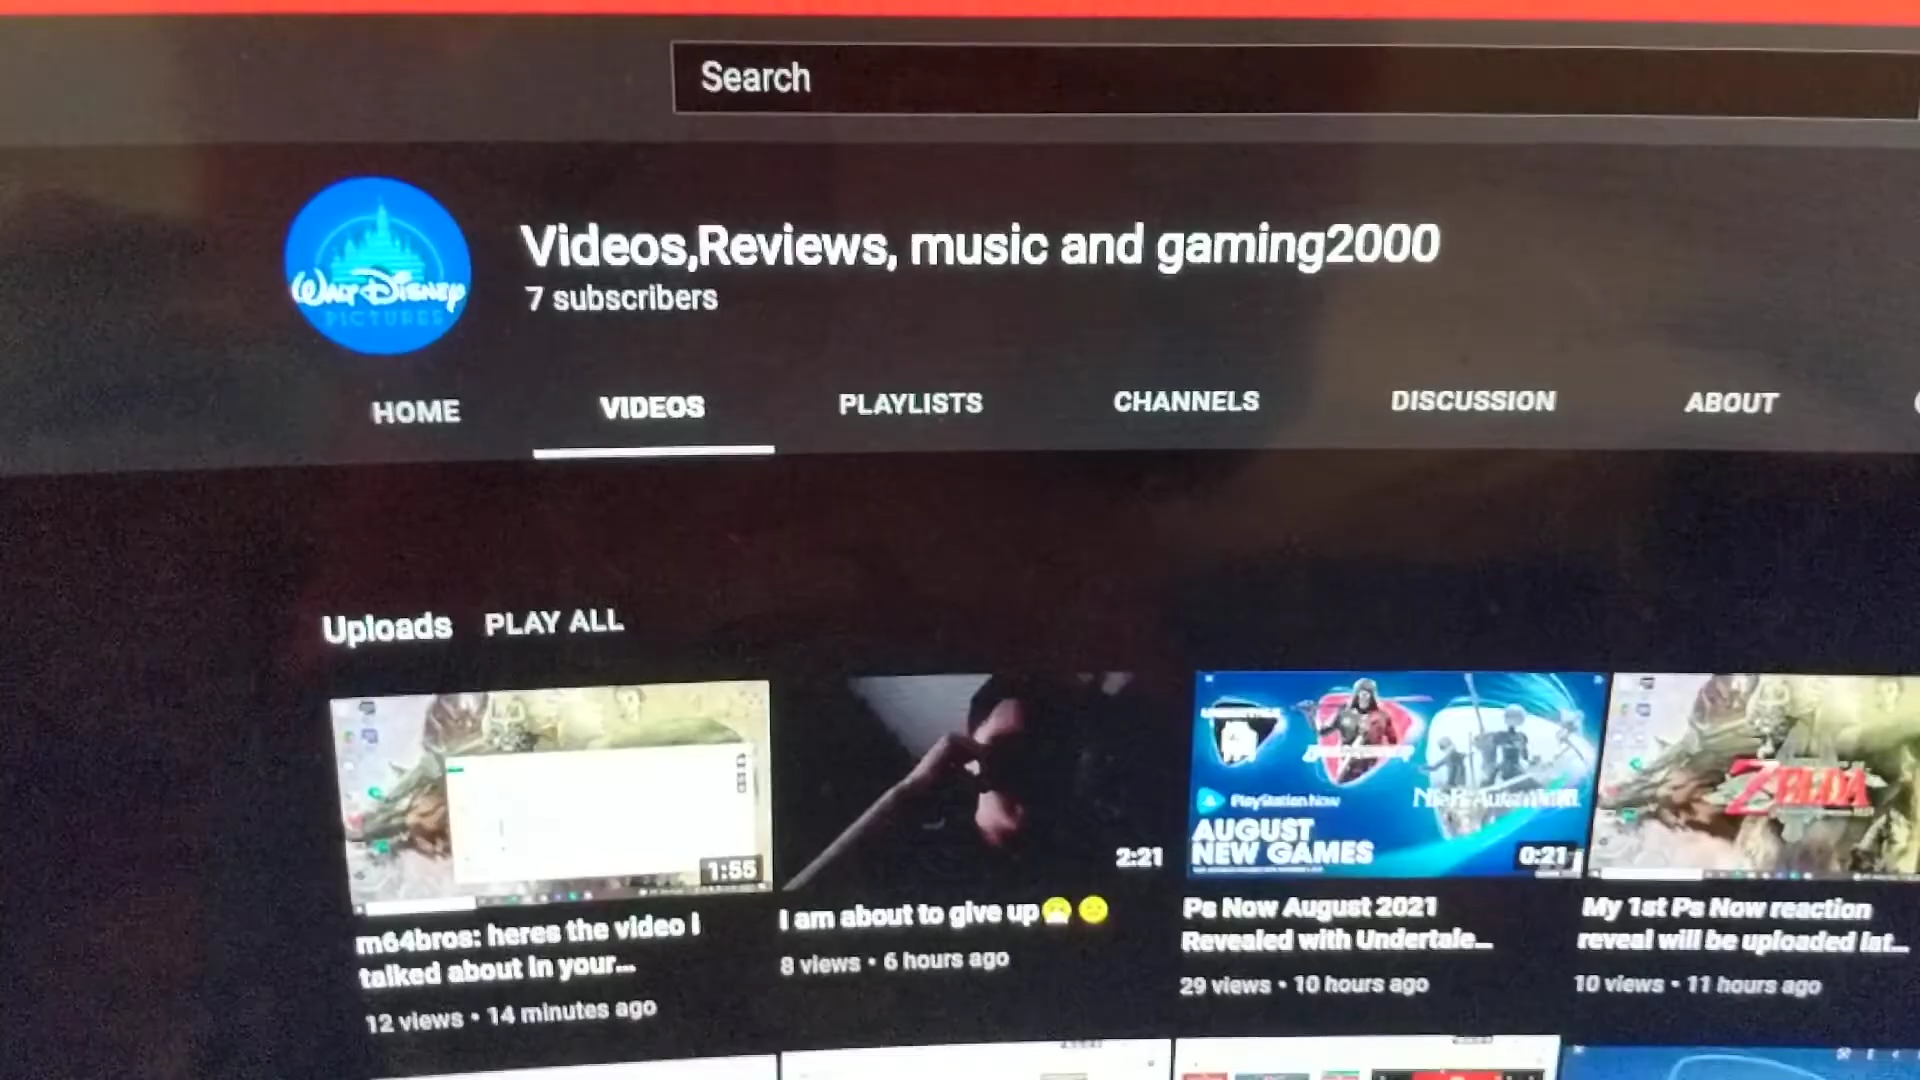 Search
Walt Disney
PICTURES
Videos,Reviews, music and gaming2000
7 subscribers
HOME VIDEOS PLAYLISTS CHANNELS DISCUSSION ABOUT
Uploads PLAY ALL
1:55
2:21
PlayStation Now
NieR:Automata
AUGUST
NEW GAMES
0:21
ZELDA
m64bros: heres the video I
talked about in your...
12 views • 14 minutes ago
I am about to give up
8 views • 6 hours ago
Ps Now August 2021
Revealed with Undertale...
29 views • 10 hours ago
My 1st Ps Now reaction
reveal will be uploaded lat...
10 views • 11 hours ago